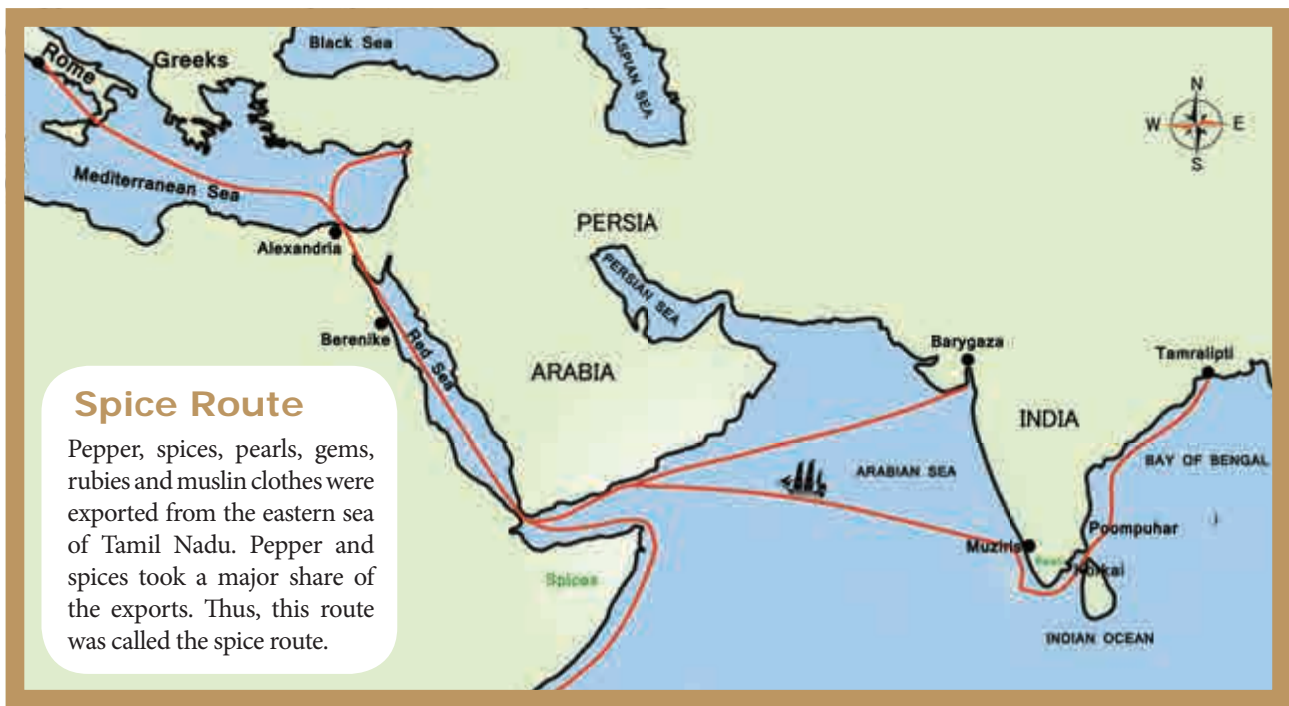 Black Sea
CASPIAN SEA
Rome
Greeks
N
W
E
S
Mediterranean Sea
Alexandria
PERSIA
PERSIAN SEA
Berenike
Red Sea
ARABIA
Barygaza
Tamralipti
INDIA
ARABIAN SEA
BAY OF BENGAL
Poompuhar
Muziris
Korkai
Spices
INDIAN OCEAN
Spice Route
Pepper, spices, pearls, gems,
rubies and muslin clothes were
exported from the eastern sea
of Tamil Nadu. Pepper and
spices took a major share of
the exports. Thus, this route
was called the spice route.